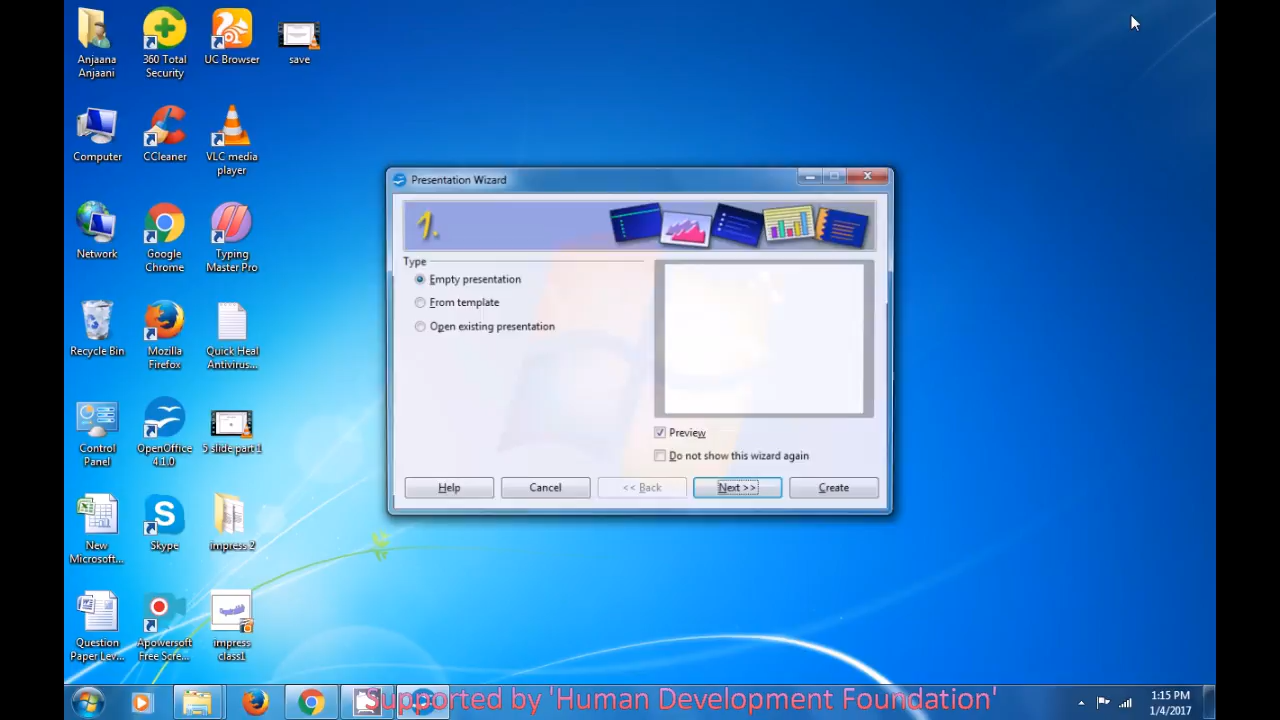 Anjaana
Anjaani
360 Total
Security
UC Browser
save
Computer
CCleaner
VLC media
player
Network
Google
Chrome
Typing
Master Pro
Recycle Bin
Mozilla
Firefox
Quick Heal
Antivirus...
Control
Panel
OpenOffice
4.1.0
5 slide part1
New
Microsoft...
Skype
impress 2
Question
Paper Lev...
Apowersoft
Free Scre...
impress
class1
Presentation Wizard
1.
Type
Empty presentation
From template
Open existing presentation
Preview
Do not show this wizard again
Help
Cancel
<< Back
Next >>
Create
Supported by 'Human Development Foundation'
1:15 PM
1/4/2017